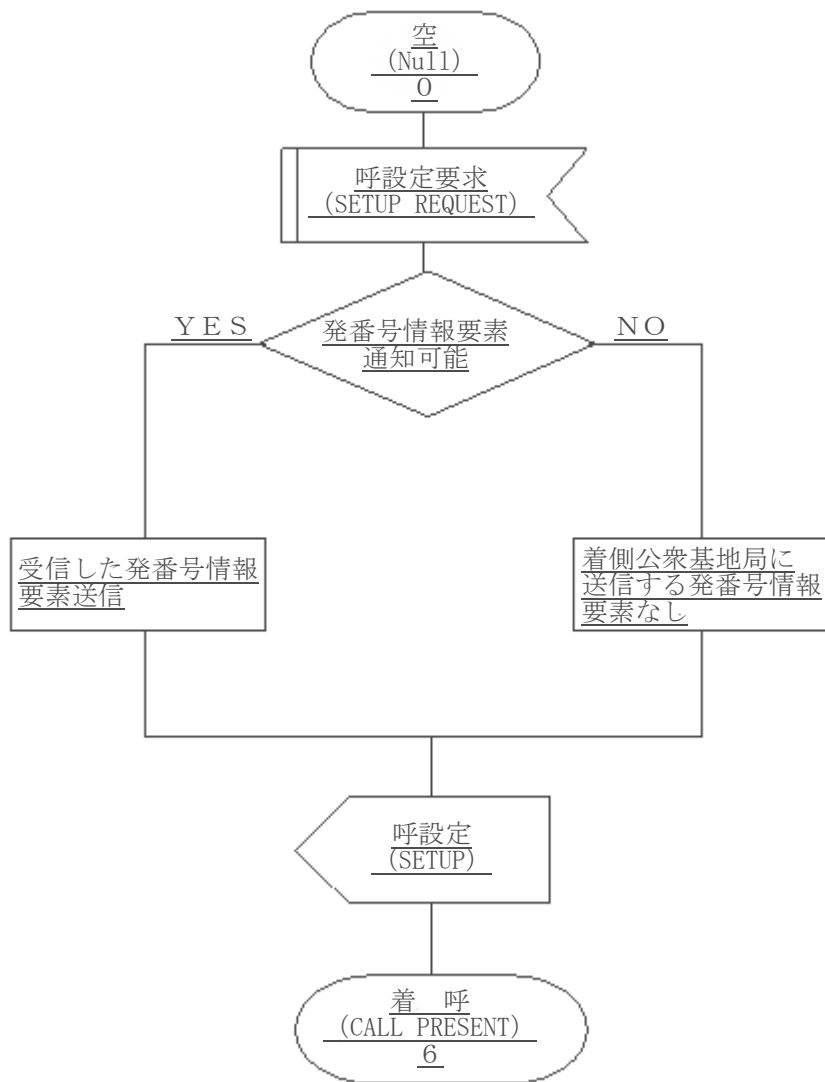 空
(Null)
0
呼設定要求
(SETUP REQUEST)
YES
発番号情報要素
通知可能
NO
受信した発番号情報
要素送信
着側公衆基地局に
送信する発番号情報
要素なし
呼設定
(SETUP)
着　呼
(CALL PRESENT)
6